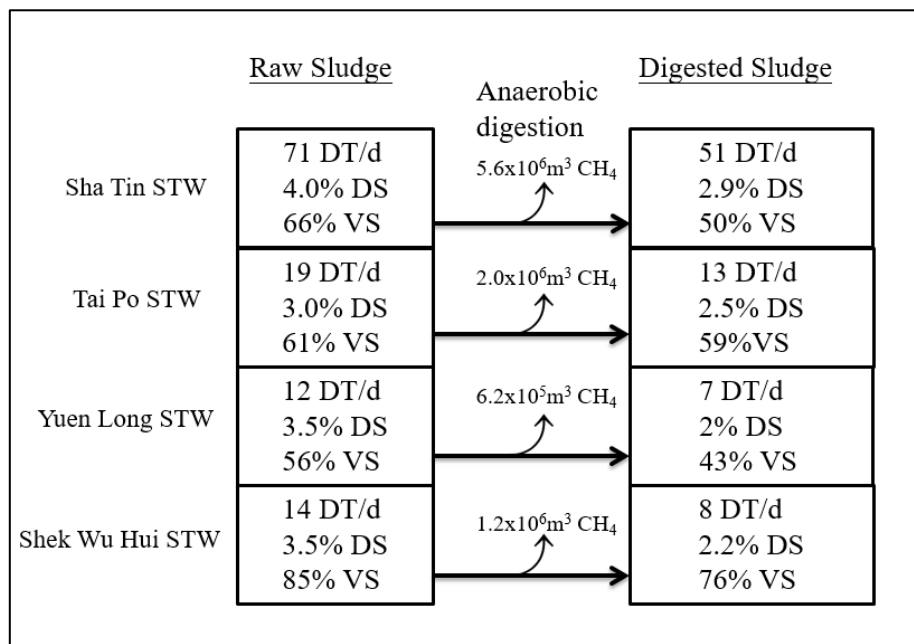 Raw Sludge
Digested Sludge
Anaerobic
digestion
Sha Tin STW
71 DT/d
4.0% DS
66% VS
5.6x10⁶m³ CH₄
51 DT/d
2.9% DS
50% VS
Tai Po STW
19 DT/d
3.0% DS
61% VS
2.0x10⁶m³ CH₄
13 DT/d
2.5% DS
59%VS
Yuen Long STW
12 DT/d
3.5% DS
56% VS
6.2x10⁵m³ CH₄
7 DT/d
2% DS
43% VS
Shek Wu Hui STW
14 DT/d
3.5% DS
85% VS
1.2x10⁶m³ CH₄
8 DT/d
2.2% DS
76% VS